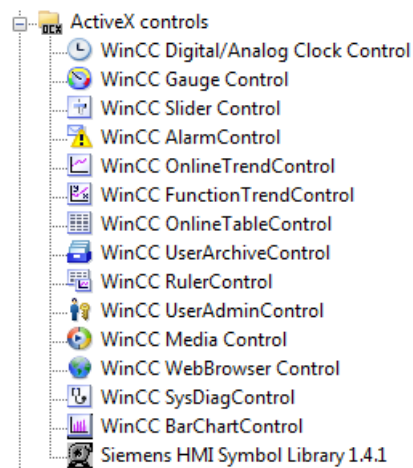 ActiveX controls
WinCC Digital/Analog Clock Control
WinCC Gauge Control
WinCC Slider Control
WinCC AlarmControl
WinCC OnlineTrendControl
WinCC FunctionTrendControl
WinCC OnlineTableControl
WinCC UserArchiveControl
WinCC RulerControl
WinCC UserAdminControl
WinCC Media Control
WinCC WebBrowser Control
WinCC SysDiagControl
WinCC BarChartControl
Siemens HMI Symbol Library 1.4.1